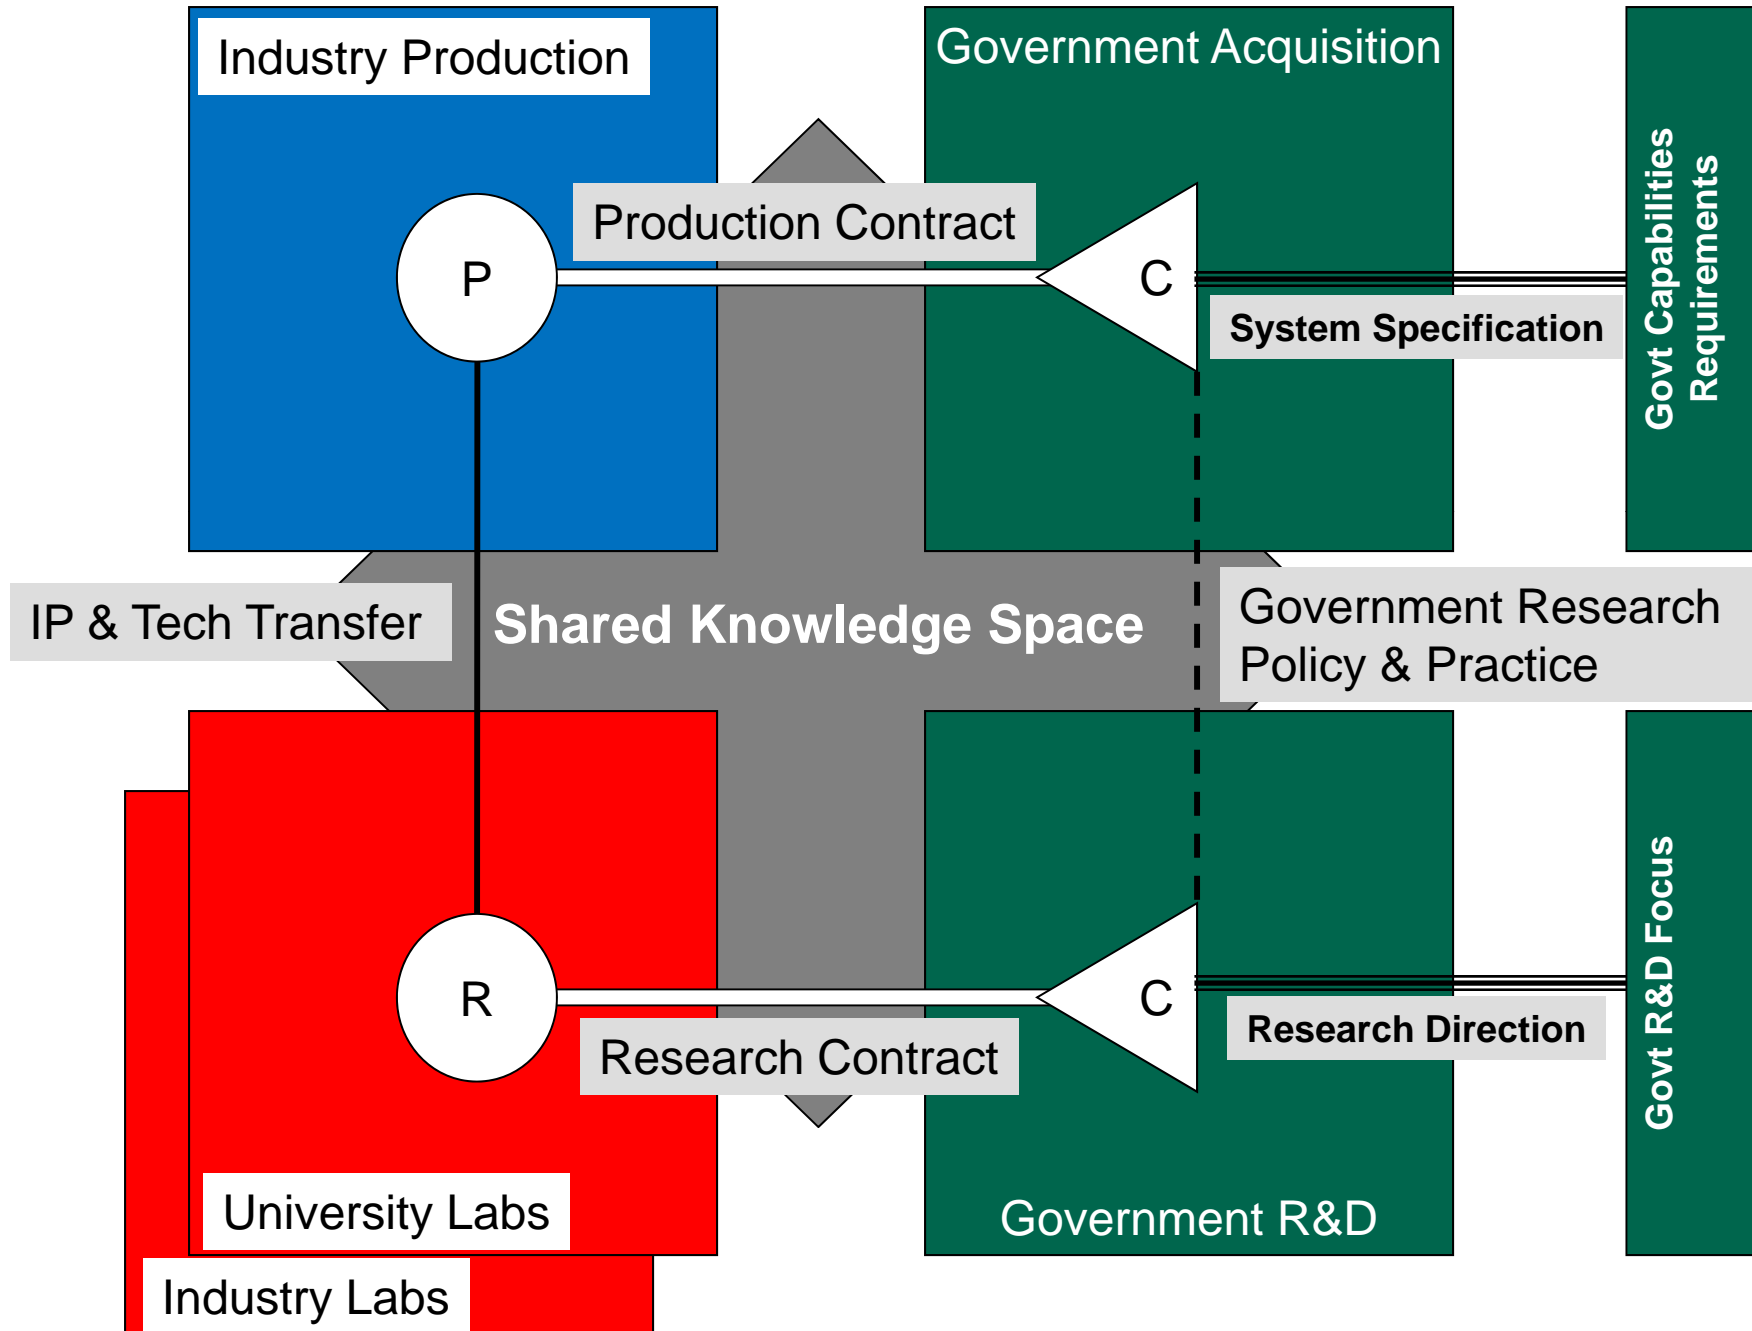 Industry Production
Government Acquisition
Govt Capabilities
Requirements
Production Contract
P
C
System Specification
IP & Tech Transfer
Shared Knowledge Space
Government Research
Policy & Practice
Govt R&D Focus
R
C
Research Direction
Research Contract
University Labs
Government R&D
Industry Labs